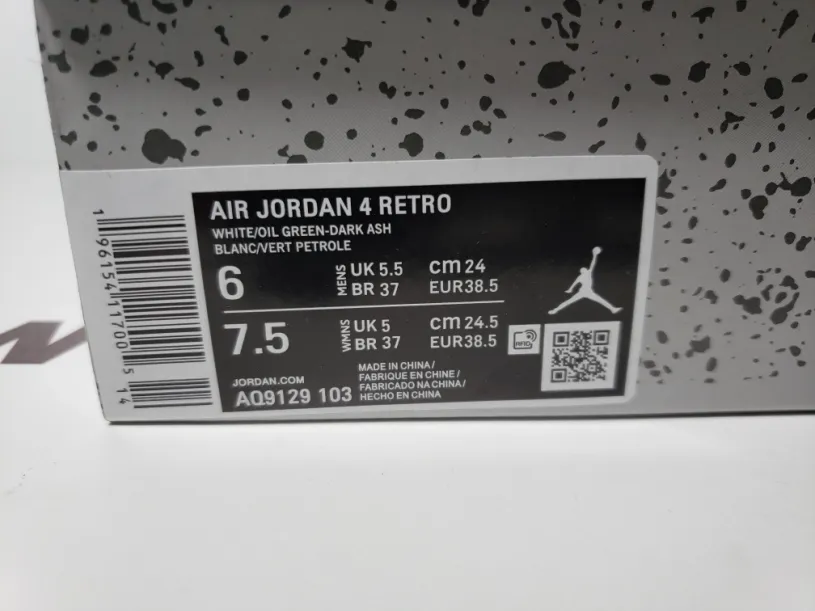 AIR JORDAN 4 RETRO
WHITE/OIL GREEN-DARK ASH
BLANC/VERT PETROLE
6 MENS UK 5.5 cm 24
BR 37 EUR38.5
7.5 WMNS UK 5 cm 24.5
BR 37 EUR38.5
RFID
MADE IN CHINA /
FABRIQUE EN CHINE /
FABRICADO NA CHINA /
HECHO EN CHINA
JORDAN.COM
AQ9129 103
1 96154 11700 5 14